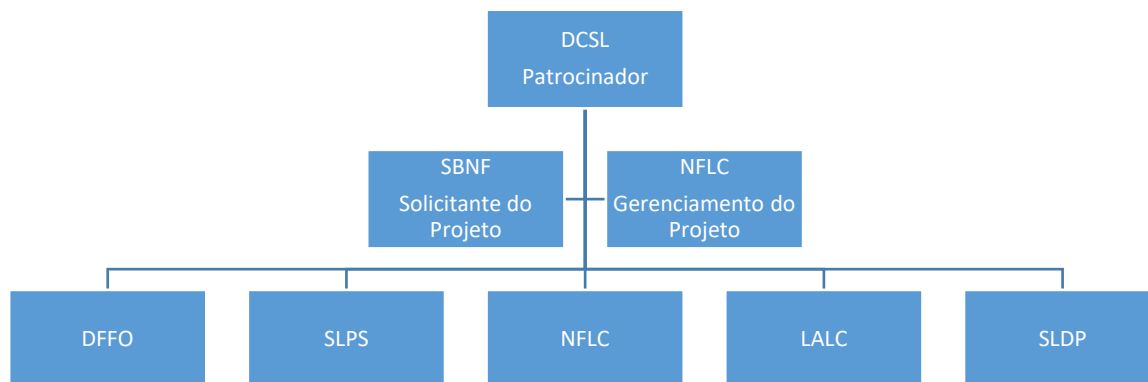 DCSL
Patrocinador
SBNF
Solicitante do
Projeto
NFLC
Gerenciamento do
Projeto
DFFO
SLPS
NFLC
LALC
SLDP